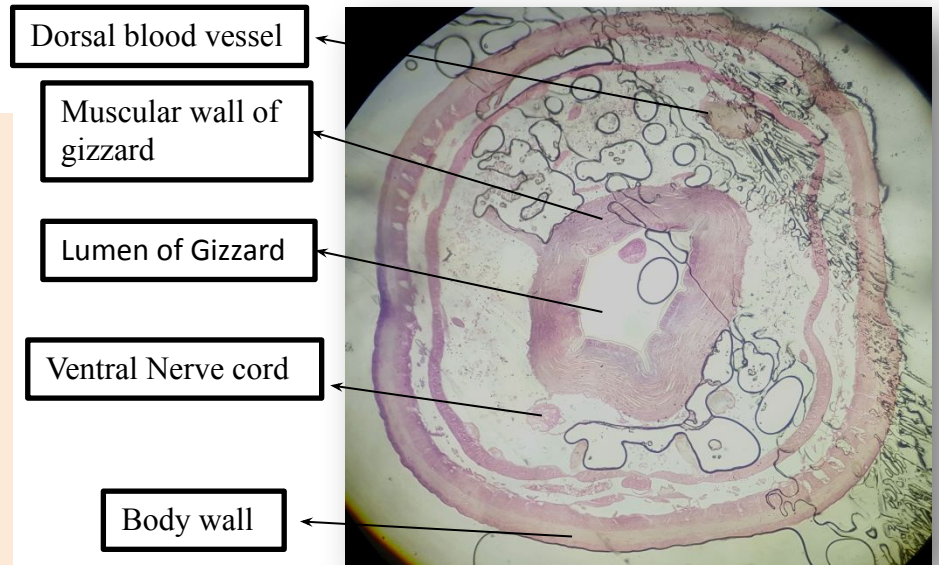 Dorsal blood vessel
Muscular wall of
gizzard
Lumen of Gizzard
Ventral Nerve cord
Body wall